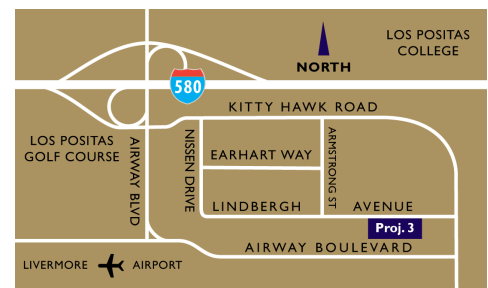 LOS POSITAS
COLLEGE
NORTH
580
KITTY HAWK ROAD
LOS POSITAS
GOLF COURSE
AIRWAY BLVD
NISSEN DRIVE
EARHART WAY
ARMSTRONG ST
LINDBERGH AVENUE
Proj. 3
AIRWAY BOULEVARD
LIVERMORE AIRPORT